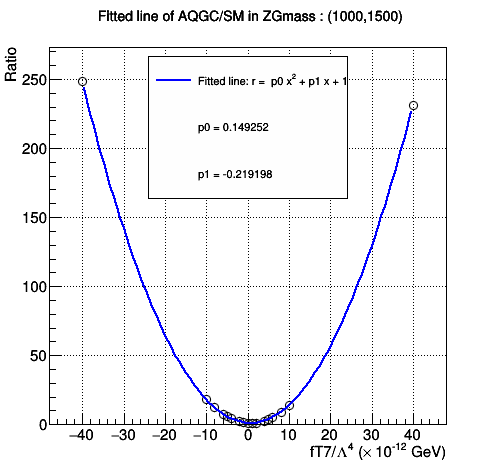 FItted line of AQGC/SM in ZGmass : (1000,1500)
Ratio
Fitted line: r = p0 x² + p1 x + 1
p0 = 0.149252
p1 = -0.219198
250
200
150
100
50
0
−40 −30 −20 −10 0 10 20 30 40
fT7/Λ⁴ (× 10⁻¹² GeV)